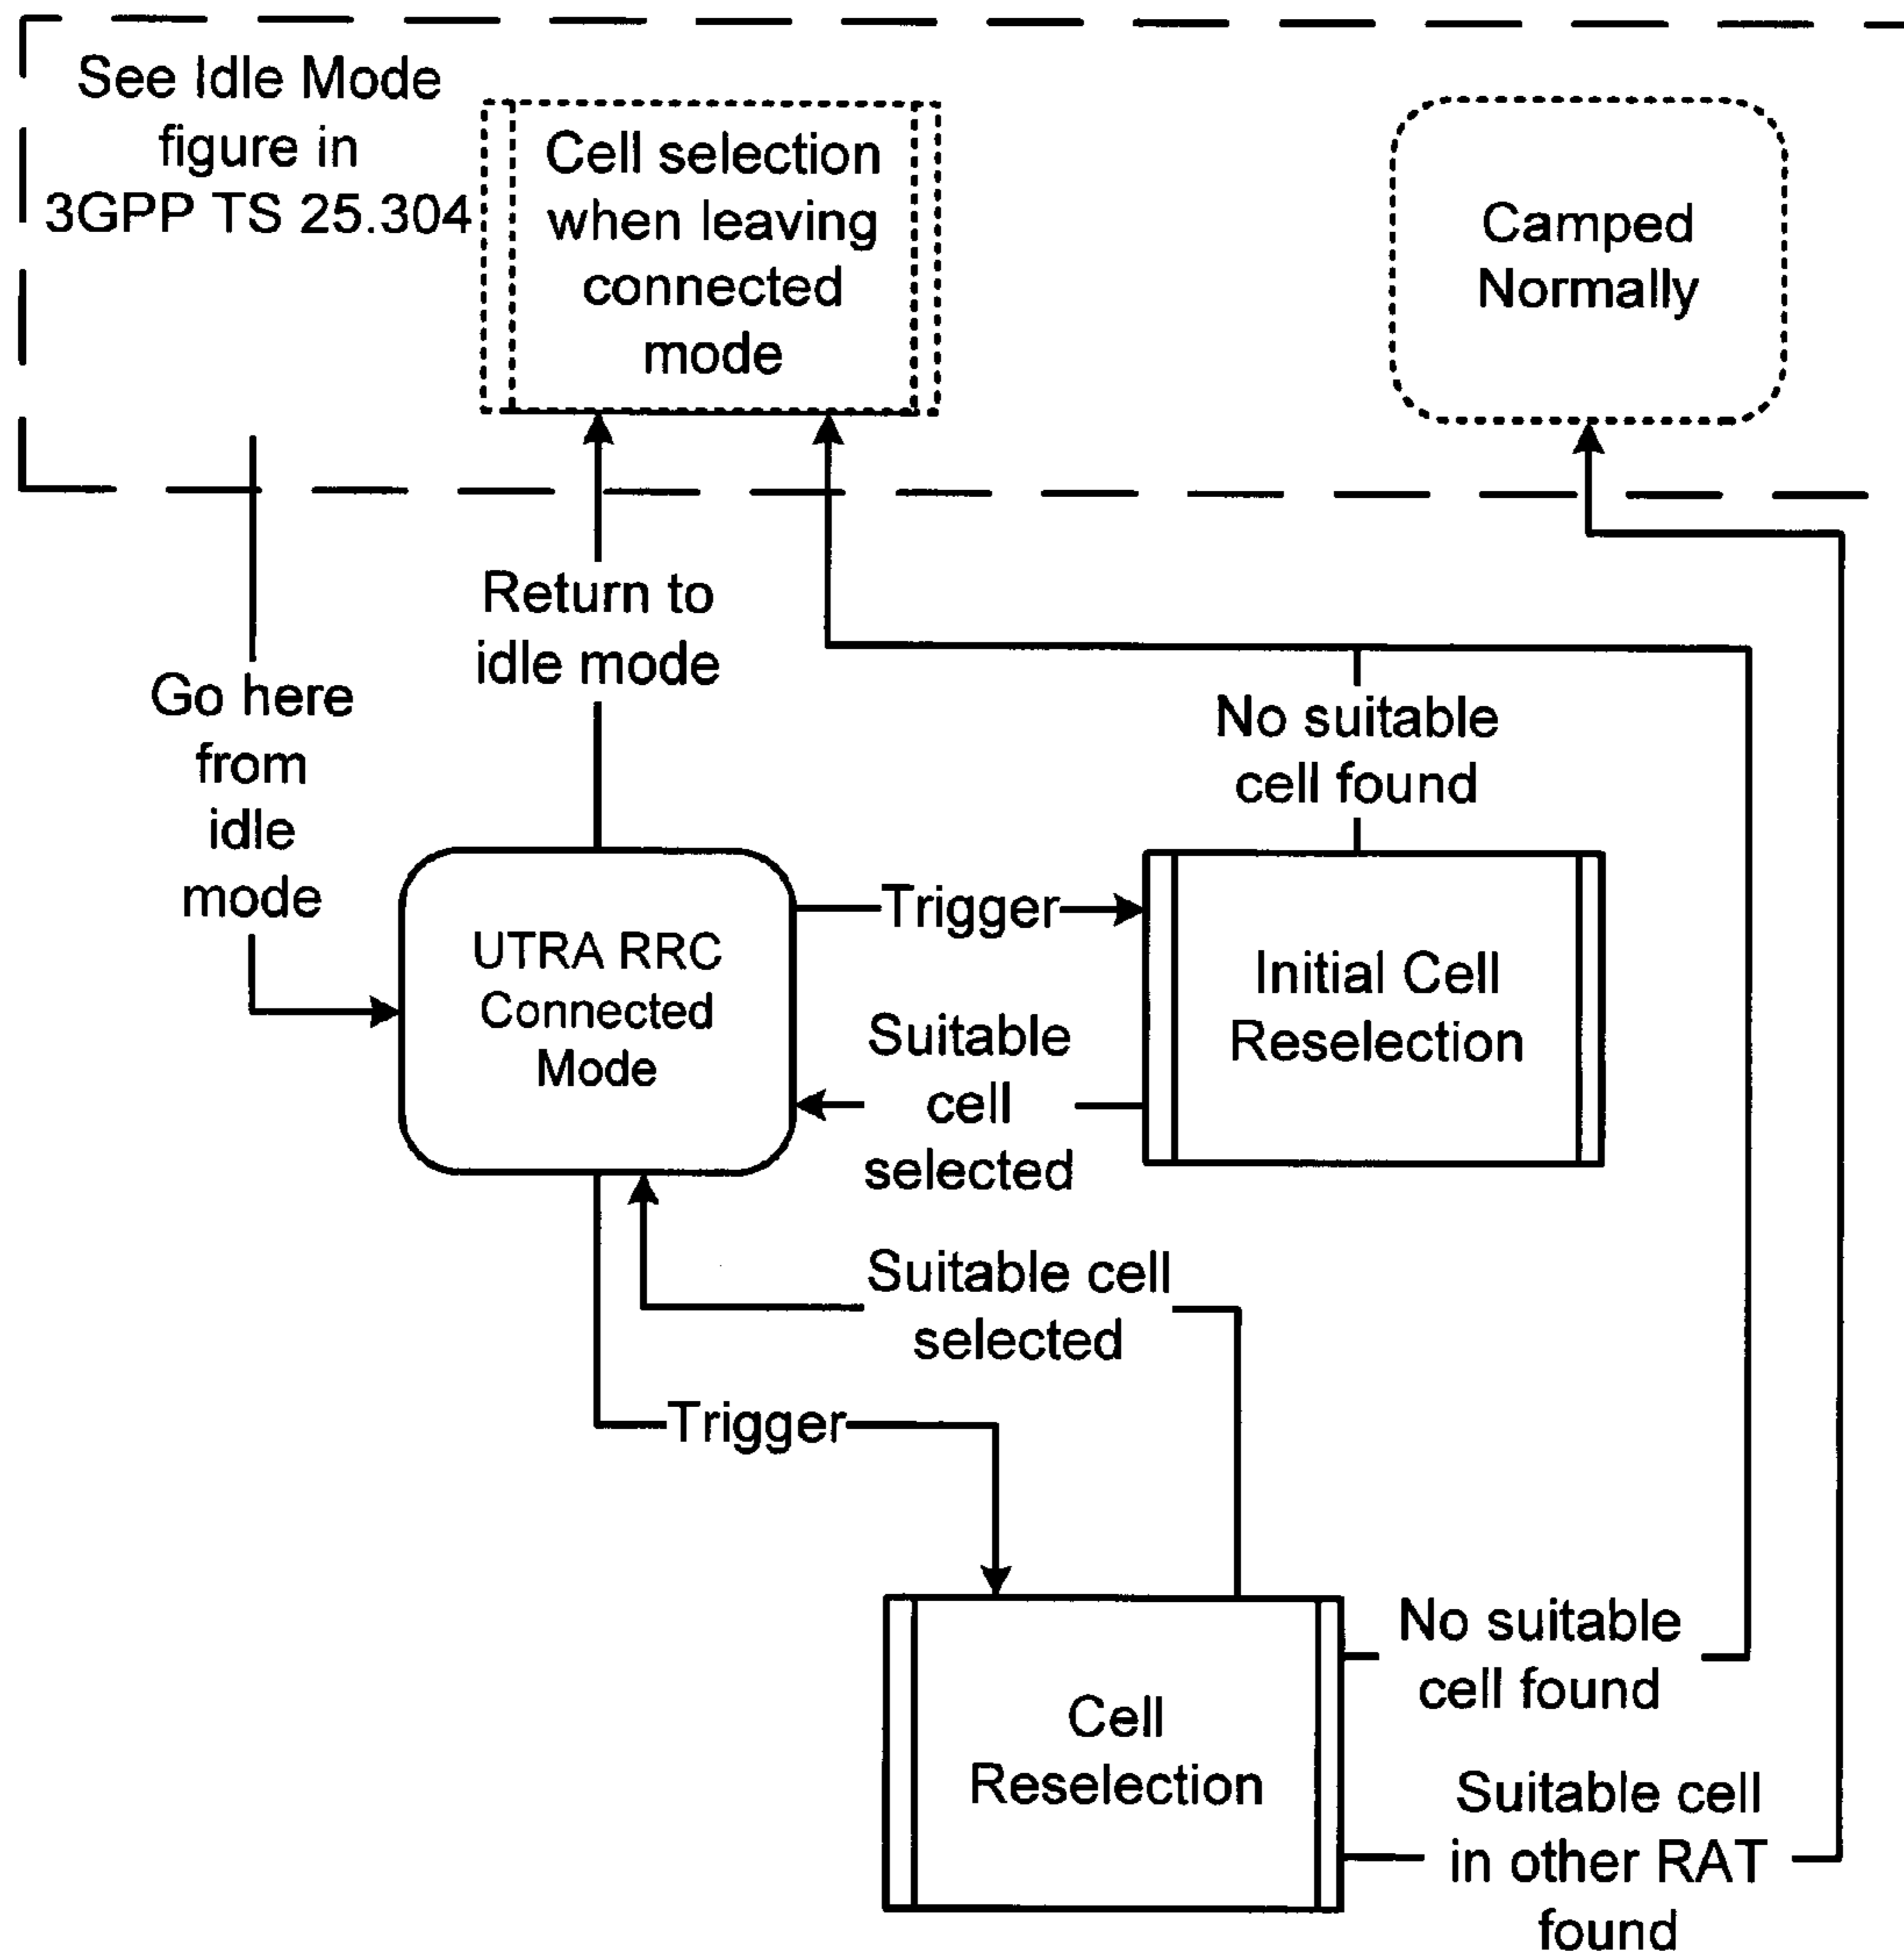 See Idle Mode
figure in
3GPP TS 25.304
Cell selection
when leaving
connected
mode
Camped
Normally
Return to
idle mode
Go here
from
idle
mode
No suitable
cell found
UTRA RRC
Connected
Mode
Trigger
Initial Cell
Reselection
Suitable
cell
selected
Suitable cell
selected
Trigger
Cell
Reselection
No suitable
cell found
Suitable cell
in other RAT
found